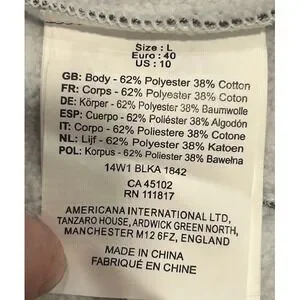 Size : L
Euro : 40
US : 10
GB: Body - 62% Polyester 38% Cotton
FR: Corps - 62% Polyester 38% Coton
DE: Körper - 62% Polyester 38% Baumwolle
ESP: Cuerpo - 62% Poliéster 38% Algodón
IT: Corpo - 62% Poliestere 38% Cotone
NL: Lijf - 62% Polyester 38% Katoen
POL: Korpus - 62% Poliester 38% Bawełna
14W1 BLKA 1842
CA 45102
RN 111817
AMERICANA INTERNATIONAL LTD,
TANZARO HOUSE, ARDWICK GREEN NORTH,
MANCHESTER M12 6FZ, ENGLAND
MADE IN CHINA
FABRIQUÉ EN CHINE